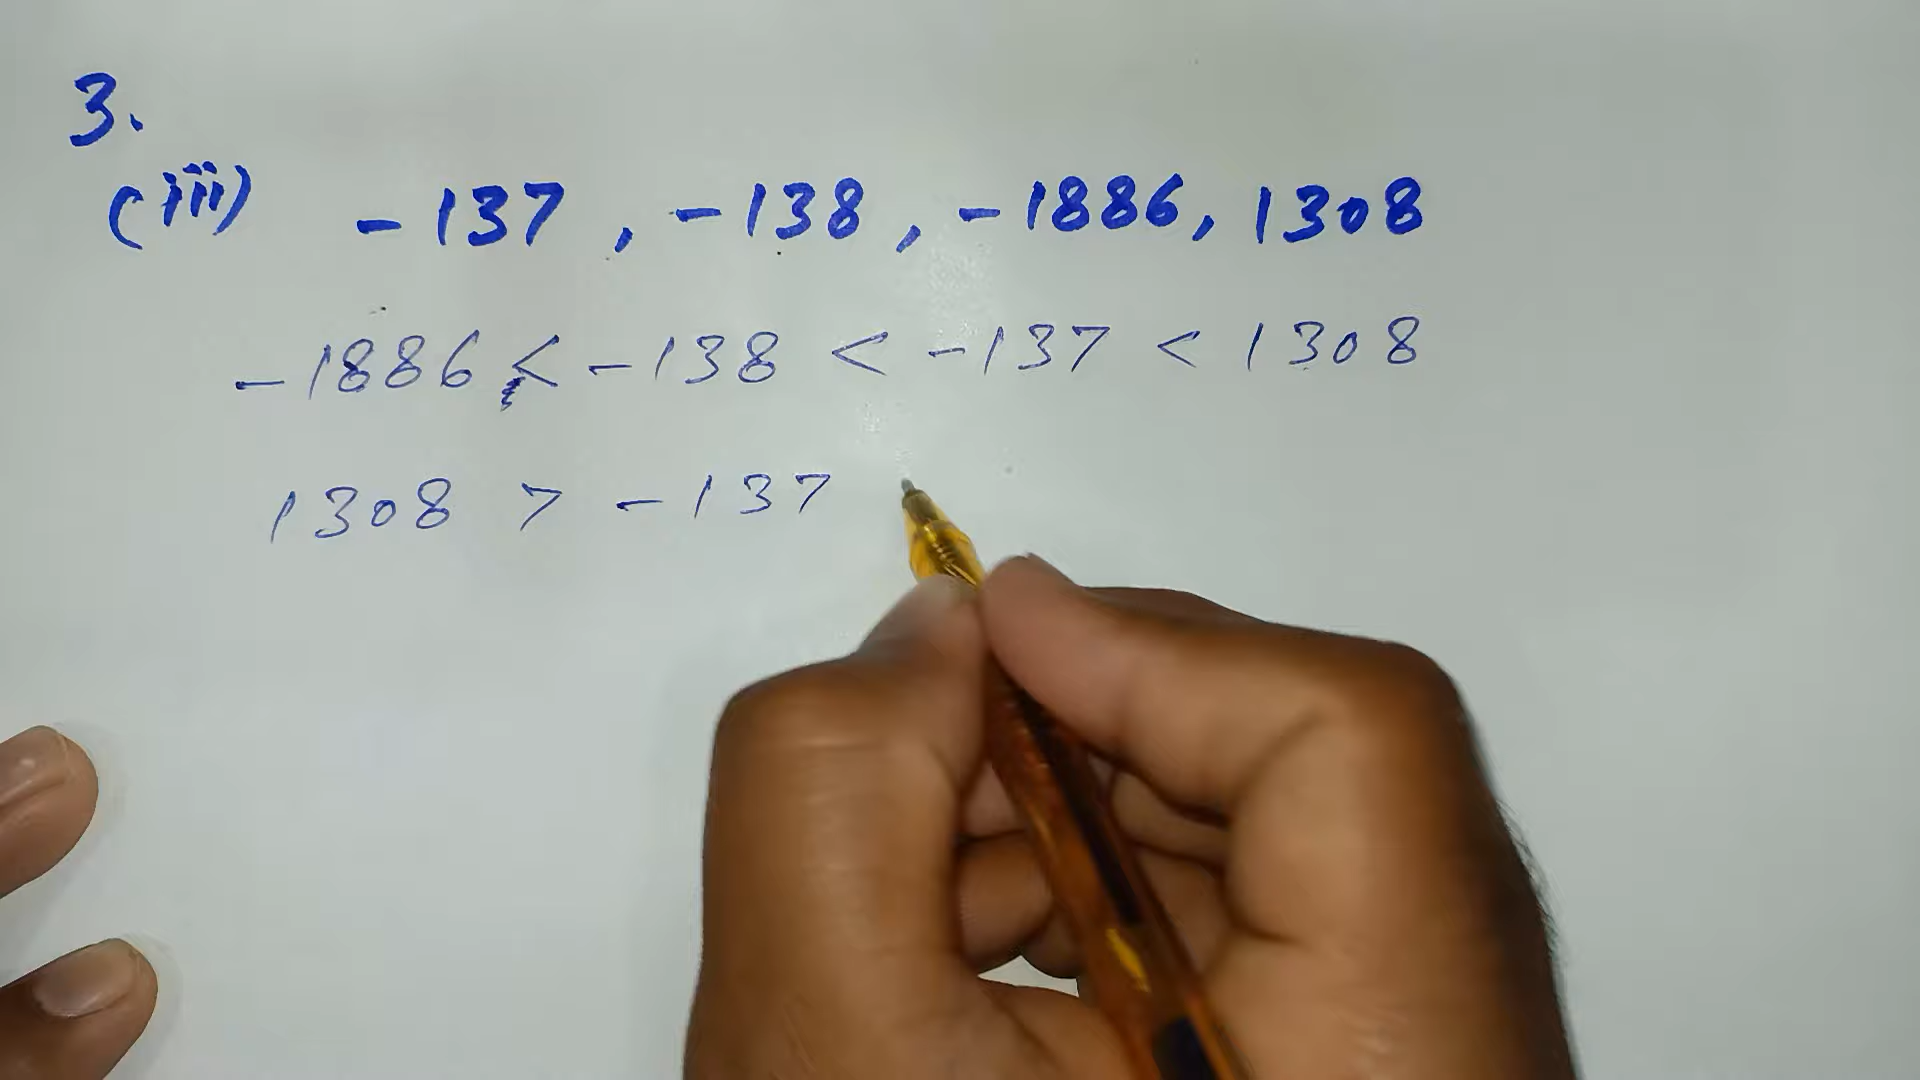 3.
(iii) -137, -138, -1886, 1308
-1886 < -138 < -137 < 1308
1308 > -137